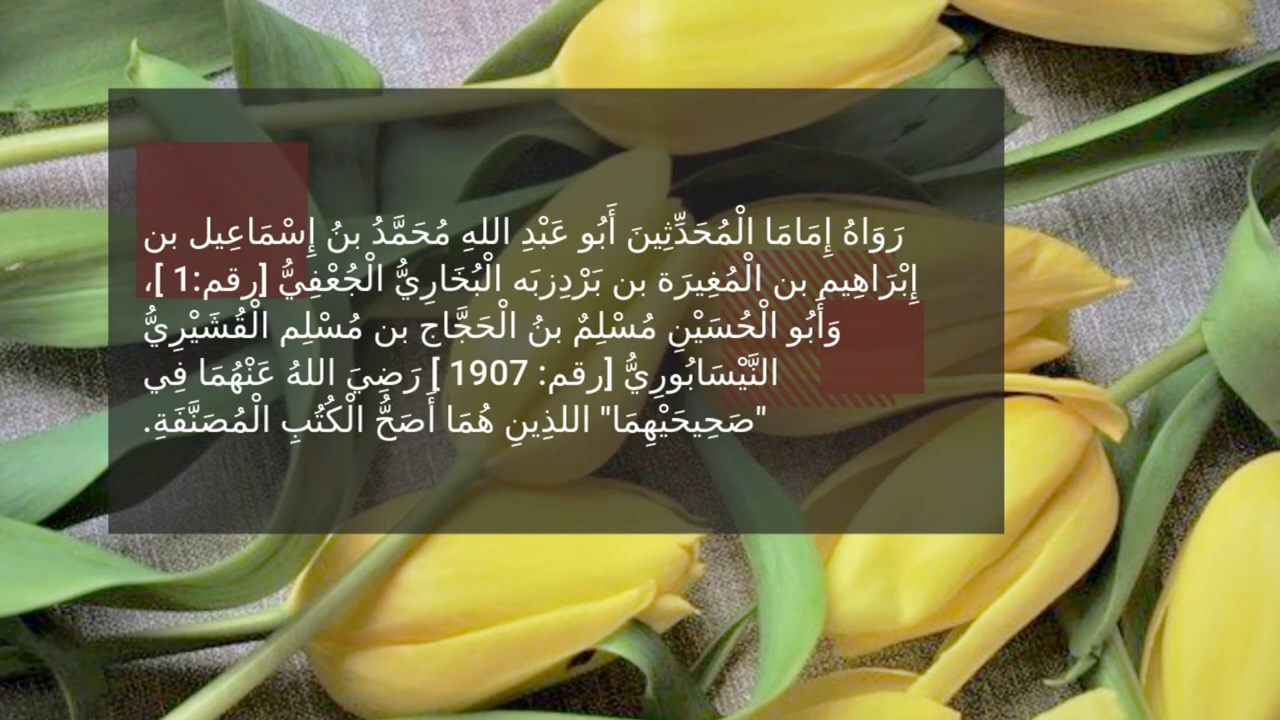 رَوَاهُ إِمَامَا الْمُحَدِّثِينَ أَبُو عَبْدِ اللهِ مُحَمَّدُ بنُ إِسْمَاعِيل بن
إِبْرَاهِيم بن الْمُغِيرَة بن بَرْدِزبَه الْبُخَارِيُّ الْجُعْفِيُّ [رقم:1 ]،
وَأَبُو الْحُسَيْنِ مُسْلِمٌ بنُ الْحَجَّاج بن مُسْلِم الْقُشَيْرِيُّ
النَّيْسَابُورِيُّ [رقم: 1907 ] رَضِيَ اللهُ عَنْهُمَا فِي
"صَحِيحَيْهِمَا" اللذِينِ هُمَا أَصَحُّ الْكُتُبِ الْمُصَنَّفَةِ.